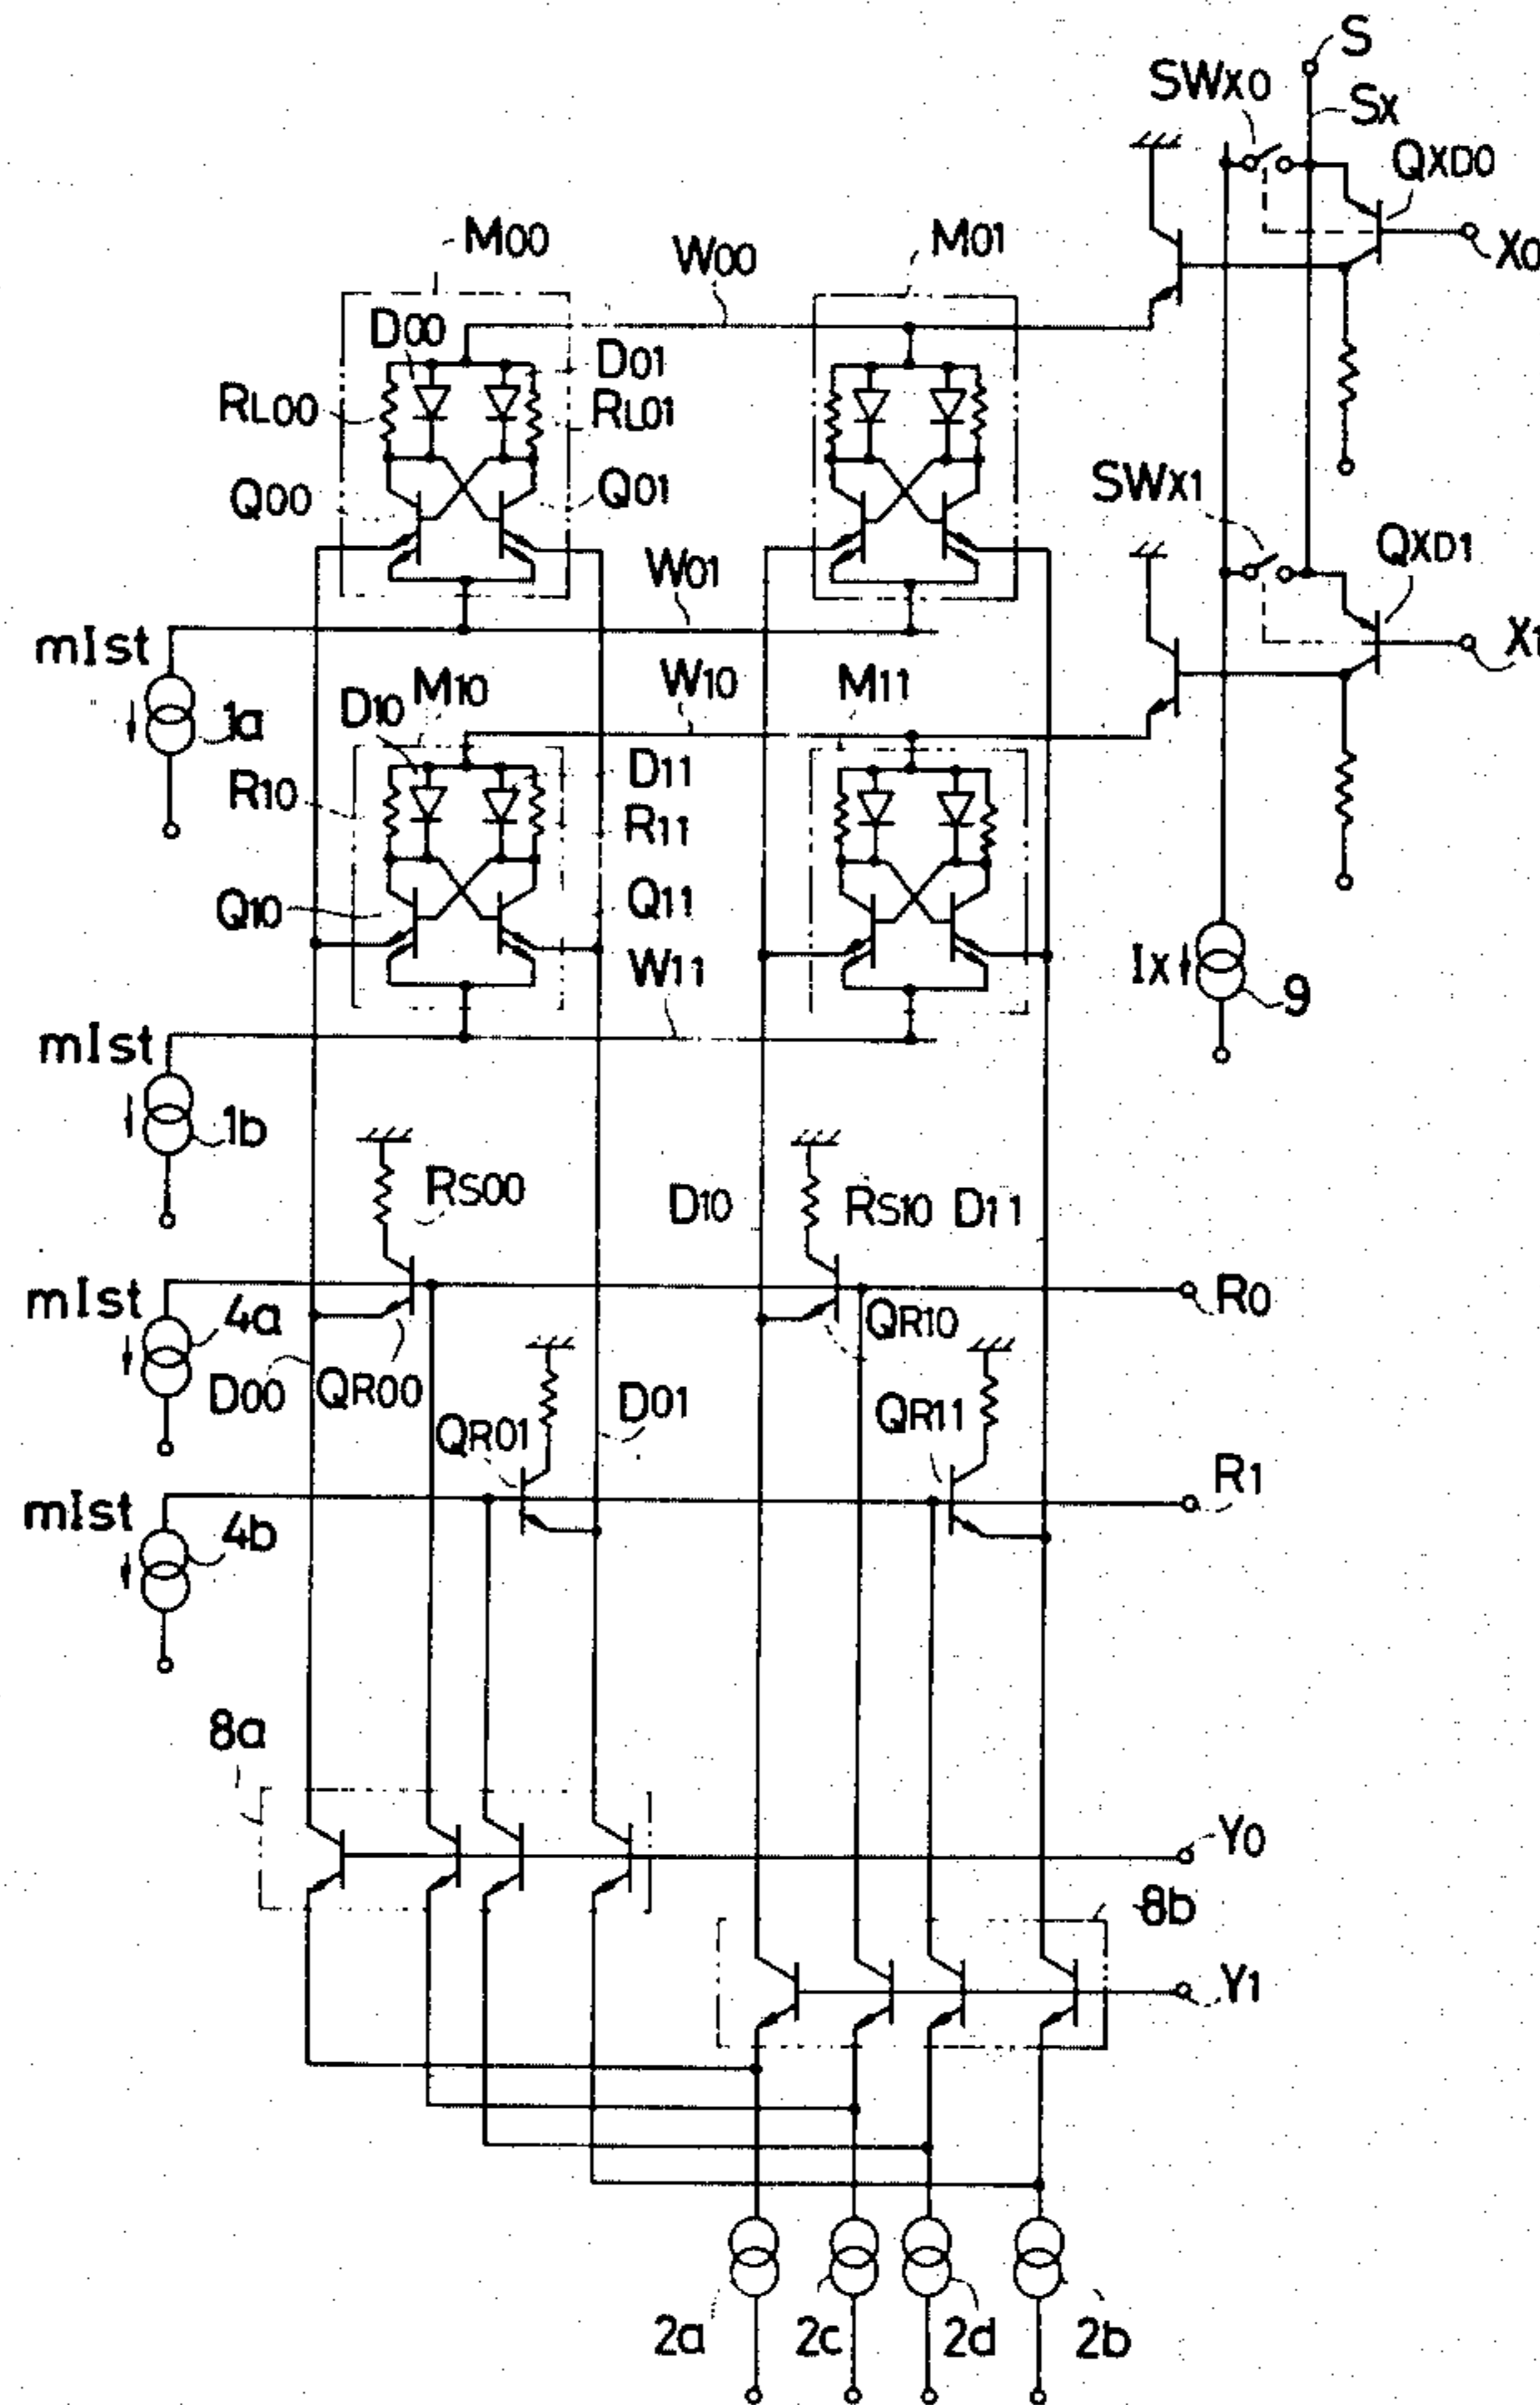 S
SWX0
SX
QXD0
X0
M00
W00
M01
D00
D01
RL00
RL01
Q00
Q01
SWX1
QXD1
X1
W01
mIst
1a
W10
M10
M11
D10
D11
R10
R11
Q10
Q11
W11
Ix
9
mIst
1b
RS00
D10
RS10
D11
mIst
4a
R0
QR10
D00
QR00
D01
QR01
QR11
R1
mIst
4b
8a
Y0
8b
Y1
2a
2c
2d
2b